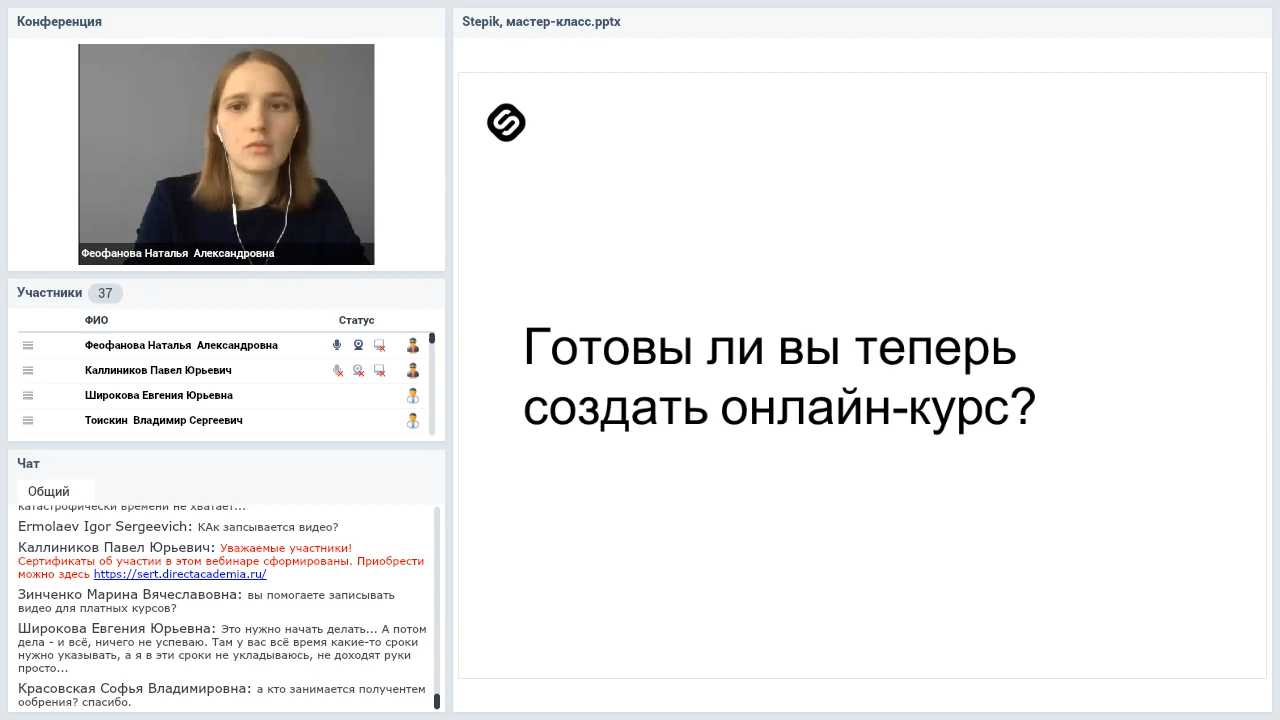 Конференция
Феофанова Наталья  Александровна
Участники 37
ФИО Статус
Феофанова Наталья  Александровна
Каллиников Павел Юрьевич
Широкова Евгения Юрьевна
Тоискин  Владимир Сергеевич
Чат
Общий
катастрофически времени не хватает...
Ermolaev Igor Sergeevich: КАк запсывается видео?
Каллиников Павел Юрьевич: Уважаемые участники!
Сертификаты об участии в этом вебинаре сформированы. Приобрести
можно здесь https://sert.directacademia.ru/
Зинченко Марина Вячеславовна: вы помогаете записывать
видео для платных курсов?
Широкова Евгения Юрьевна: Это нужно начать делать... А потом
дела - и всё, ничего не успеваю. Там у вас всё время какие-то сроки
нужно указывать, а я в эти сроки не укладываюсь, не доходят руки
просто...
Красовская Софья Владимировна: а кто занимается получентем
ообрения? спасибо.
Stepik, мастер-класс.pptx
Готовы ли вы теперь
создать онлайн-курс?